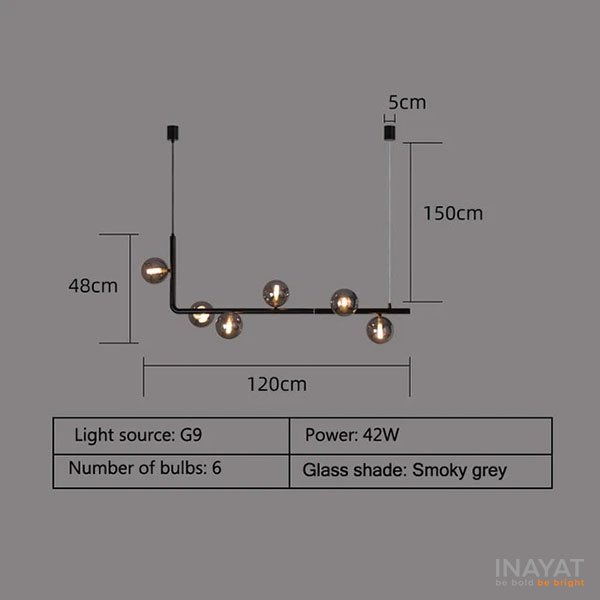 5cm
150cm
48cm
120cm
Light source: G9
Power: 42W
Number of bulbs: 6
Glass shade: Smoky grey
INAYAT
be bold be bright